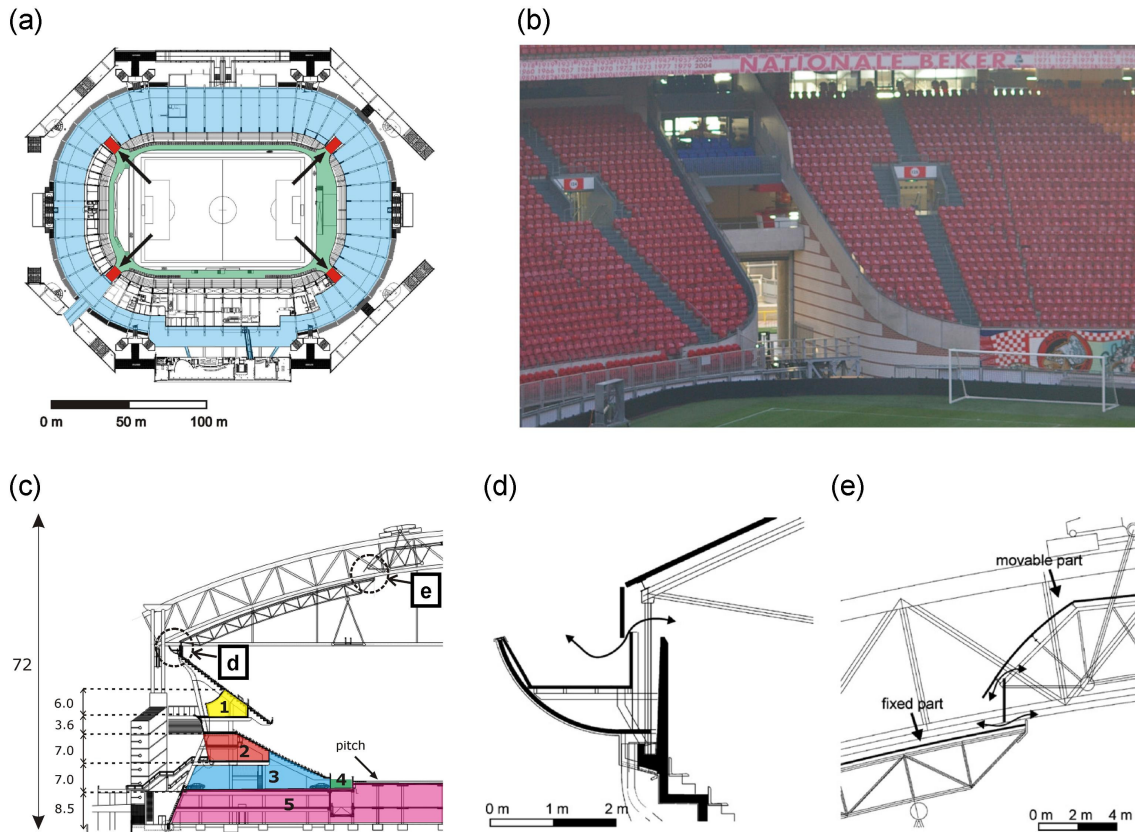 (a)
(b)
0 m 50 m 100 m
NATIONALE BEKER
(c)
(d)
(e)
72
6.0
3.6
7.0
7.0
8.5
1
2
3
4
5
d
e
pitch
0 m 1 m 2 m
movable part
fixed part
0 m 2 m 4 m